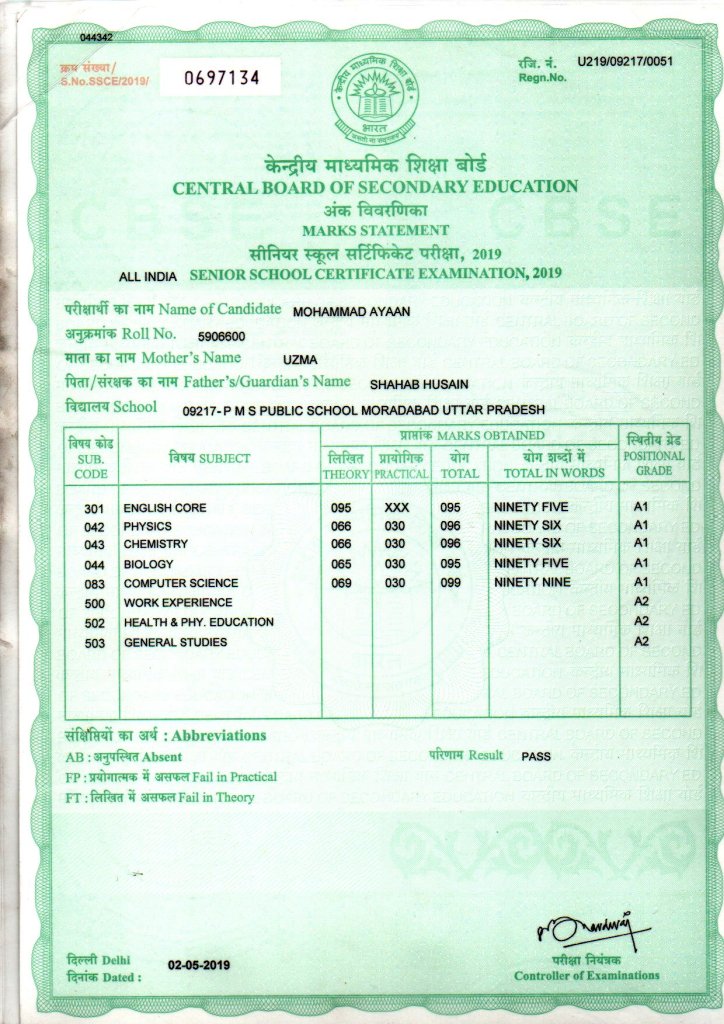 044342
क्रम संख्या/
S.No.SSCE/2019/
0697134
रजि. नं. U219/09217/0051
Regn.No.
केन्द्रीय माध्यमिक शिक्षा बोर्ड
भारत
केन्द्रीय माध्यमिक शिक्षा बोर्ड
CENTRAL BOARD OF SECONDARY EDUCATION
अंक विवरणिका
CBSE CBSE
MARKS STATEMENT
सीनियर स्कूल सर्टिफिकेट परीक्षा, 2019
ALL INDIA SENIOR SCHOOL CERTIFICATE EXAMINATION, 2019
परीक्षार्थी का नाम Name of Candidate MOHAMMAD AYAAN
अनुक्रमांक Roll No. 5906600
माता का नाम Mother's Name UZMA
पिता/संरक्षक का नाम Father's/Guardian's Name SHAHAB HUSAIN
विद्यालय School 09217- P M S PUBLIC SCHOOL MORADABAD UTTAR PRADESH
विषय कोड SUB. CODE
विषय SUBJECT
प्राप्तांक MARKS OBTAINED
लिखित THEORY
प्रायोगिक PRACTICAL
योग TOTAL
योग शब्दों में TOTAL IN WORDS
स्थितीय ग्रेड POSITIONAL GRADE
301 ENGLISH CORE 095 XXX 095 NINETY FIVE A1
042 PHYSICS 066 030 096 NINETY SIX A1
043 CHEMISTRY 066 030 096 NINETY SIX A1
044 BIOLOGY 065 030 095 NINETY FIVE A1
083 COMPUTER SCIENCE 069 030 099 NINETY NINE A1
500 WORK EXPERIENCE A2
502 HEALTH & PHY. EDUCATION A2
503 GENERAL STUDIES A2
संक्षिप्तियों का अर्थ : Abbreviations
AB : अनुपस्थित Absent परिणाम Result PASS
FP : प्रयोगात्मक में असफल Fail in Practical
FT : लिखित में असफल Fail in Theory
दिल्ली Delhi
दिनांक Dated : 02-05-2019
परीक्षा नियंत्रक
Controller of Examinations